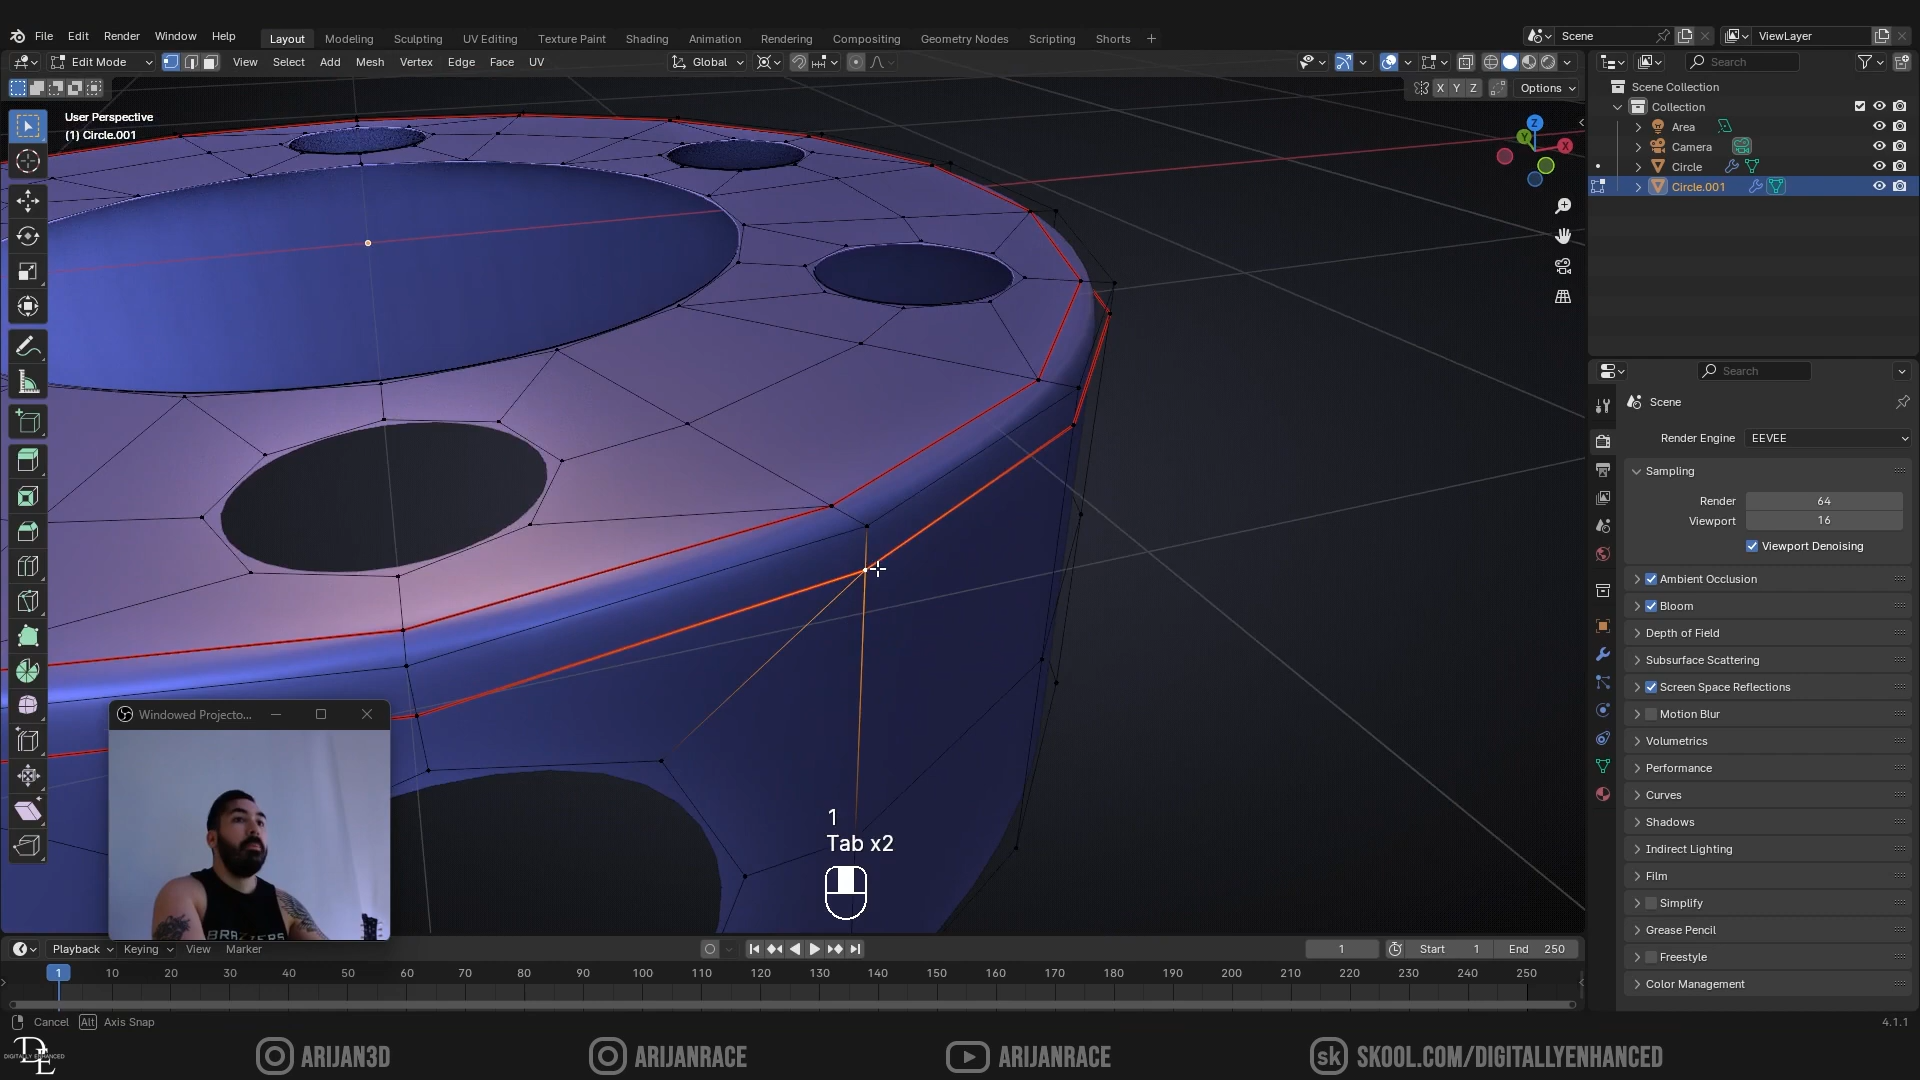 File Edit Render Window Help
Layout Modeling Sculpting UV Editing Texture Paint Shading Animation Rendering Compositing Geometry Nodes Scripting Shorts +
Scene
ViewLayer
Edit Mode View Select Add Mesh Vertex Edge Face UV
Global
X Y Z Options
Search
User Perspective
(1) Circle.001
Z
Y
X
Scene Collection
Collection
Area
Camera
Circle
Circle.001
Search
Scene
Render Engine EEVEE
Sampling
Render 64
Viewport 16
Viewport Denoising
Ambient Occlusion
Bloom
Depth of Field
Subsurface Scattering
Screen Space Reflections
Motion Blur
Volumetrics
Performance
Curves
Shadows
Indirect Lighting
Film
Simplify
Grease Pencil
Freestyle
Color Management
Windowed Projecto...
1
Tab x2
Playback Keying View Marker
1 Start 1 End 250
1 10 20 30 40 50 60 70 80 90 100 110 120 130 140 150 160 170 180 190 200 210 220 230 240 250
Cancel Alt Axis Snap
4.1.1
DIGITALLY ENHANCED
ARIJAN3D
ARIJANRACE
ARIJANRACE
sk SKOOL.COM/DIGITALLYENHANCED